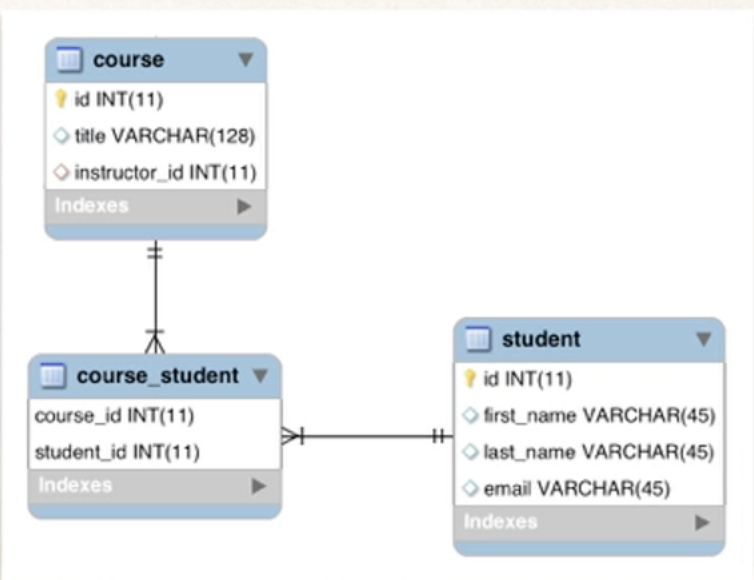 course
id INT(11)
title VARCHAR(128)
instructor_id INT(11)
Indexes
course_student
course_id INT(11)
student_id INT(11)
Indexes
student
id INT(11)
first_name VARCHAR(45)
last_name VARCHAR(45)
email VARCHAR(45)
Indexes